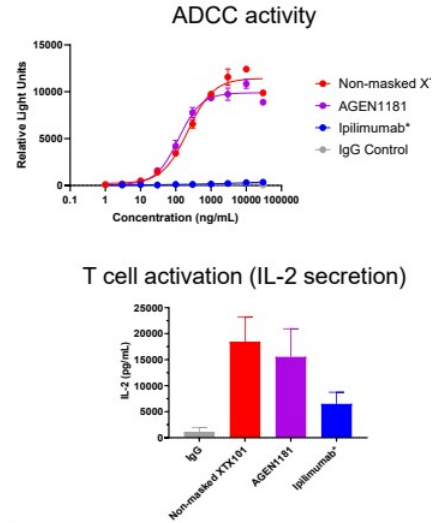 ADCC activity
15000
10000
5000
0
Relative Light Units
0.1 1 10 100 1000 10000 100000
Concentration (ng/mL)
Non-masked XT
AGEN1181
Ipilimumab*
IgG Control
T cell activation (IL-2 secretion)
25000
20000
15000
10000
5000
0
IL-2 (pg/mL)
IgG
Non-masked XTX101
AGEN1181
Ipilimumab*